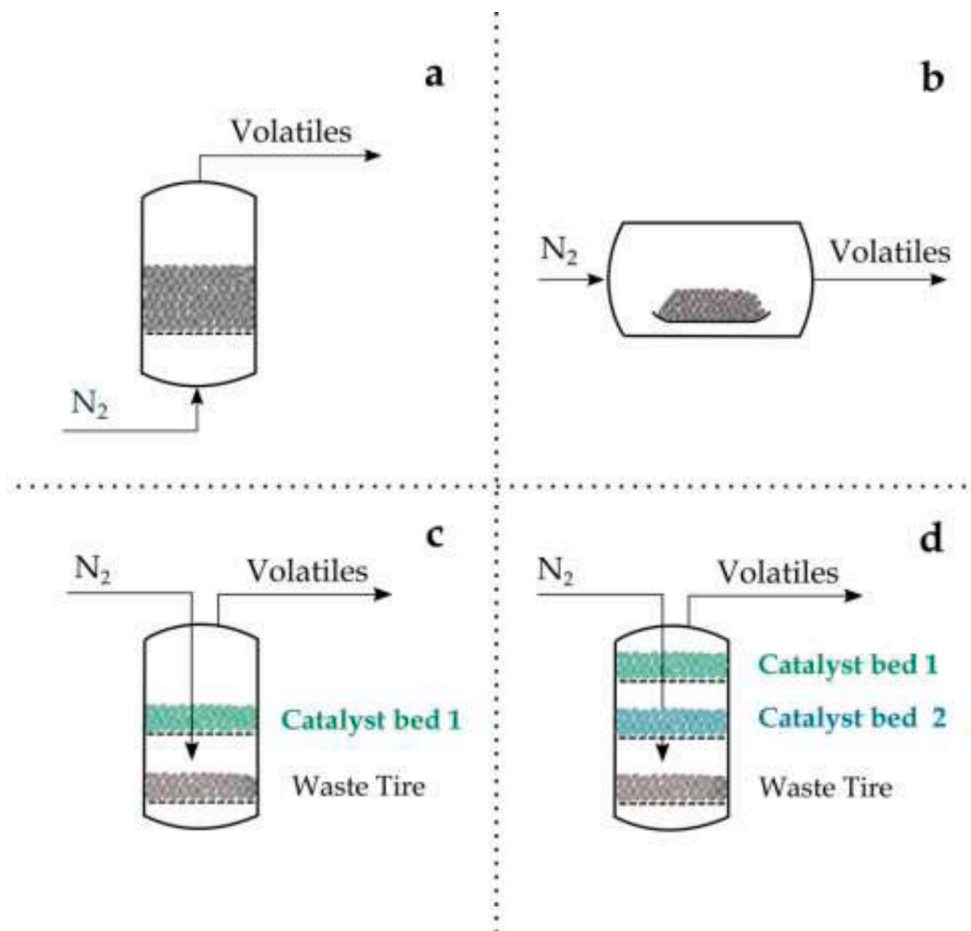 a
Volatiles
N₂
b
N₂
Volatiles
c
N₂
Volatiles
Catalyst bed 1
Waste Tire
d
N₂
Volatiles
Catalyst bed 1
Catalyst bed 2
Waste Tire